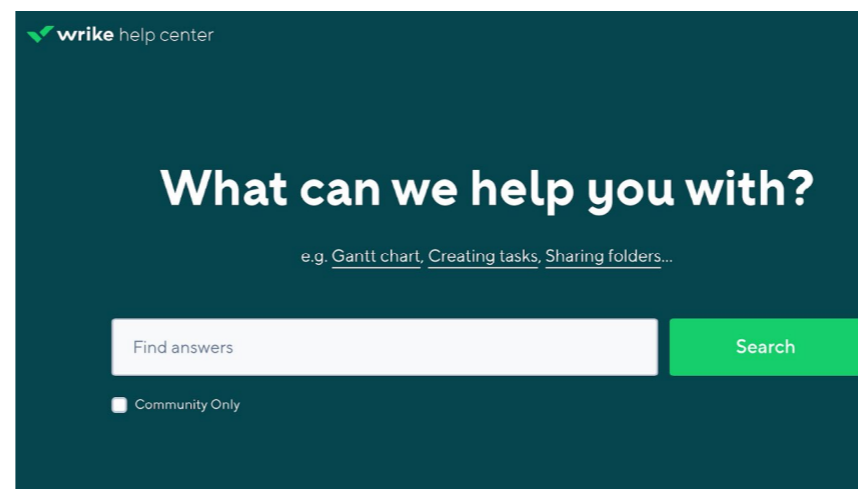 wrike help center
What can we help you with?
e.g. Gantt chart, Creating tasks, Sharing folders...
Find answers
Search
Community Only